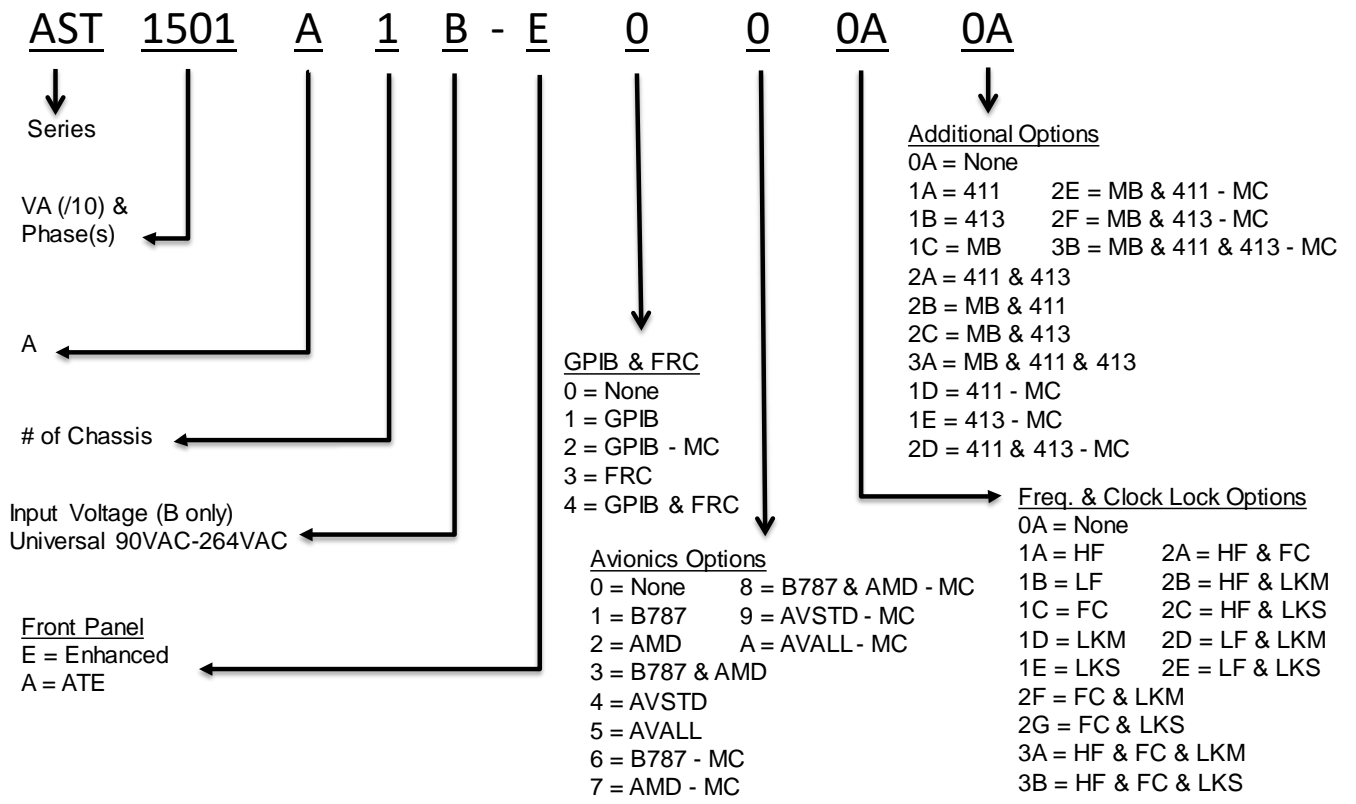 AST 1501 A 1 B - E 0 0 0A 0A
Series
VA (/10) &
Phase(s)
A
# of Chassis
Input Voltage (B only)
Universal 90VAC-264VAC
Front Panel
E = Enhanced
A = ATE
GPIB & FRC
0 = None
1 = GPIB
2 = GPIB - MC
3 = FRC
4 = GPIB & FRC
Avionics Options
0 = None 8 = B787 & AMD - MC
1 = B787 9 = AVSTD - MC
2 = AMD A = AVALL - MC
3 = B787 & AMD
4 = AVSTD
5 = AVALL
6 = B787 - MC
7 = AMD - MC
Additional Options
0A = None
1A = 411 2E = MB & 411 - MC
1B = 413 2F = MB & 413 - MC
1C = MB 3B = MB & 411 & 413 - MC
2A = 411 & 413
2B = MB & 411
2C = MB & 413
3A = MB & 411 & 413
1D = 411 - MC
1E = 413 - MC
2D = 411 & 413 - MC
Freq. & Clock Lock Options
0A = None
1A = HF 2A = HF & FC
1B = LF 2B = HF & LKM
1C = FC 2C = HF & LKS
1D = LKM 2D = LF & LKM
1E = LKS 2E = LF & LKS
2F = FC & LKM
2G = FC & LKS
3A = HF & FC & LKM
3B = HF & FC & LKS